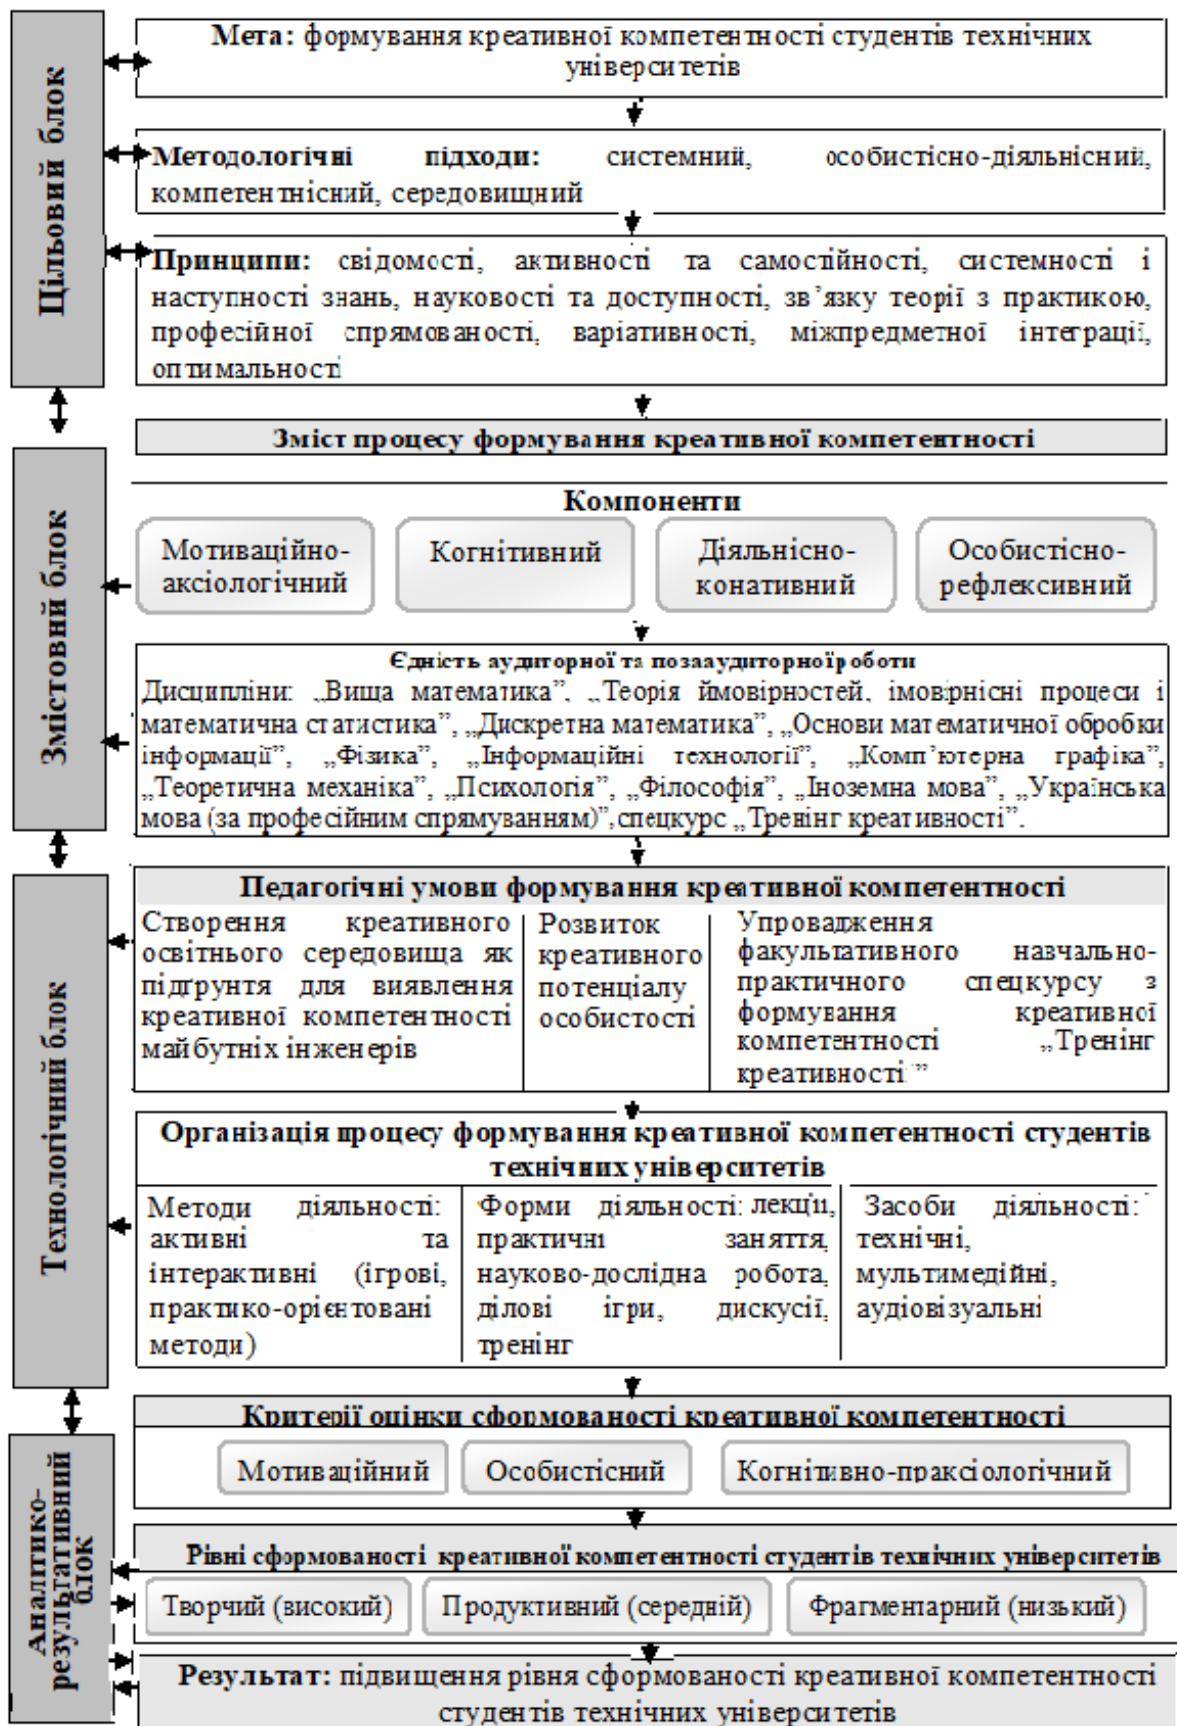 Цільовий блок
Мета: формування креативної компетентності студентів технічних
університетів
Методологічні підходи: системний, особистісно-діяльнісний,
компетентнісний, середовищний
Принципи: свідомості, активності та самостійності, системності і
наступності знань, науковості та доступності, зв’язку теорії з практикою,
професійної спрямованості, варіативності, міжпредметної інтеграції,
оптимальності
Змістовний блок
Зміст процесу формування креативної компетентності
Компоненти
Мотиваційно-
аксіологічний
Когнітивний
Діяльнісно-
конативний
Особистісно-
рефлексивний
Єдність аудиторної та позааудиторної роботи
Дисципліни: „Вища математика”, „Теорія ймовірностей, імовірнісні процеси і
математична статистика”, „Дискретна математика”, „Основи математичної обробки
інформації”, „Фізика”, „Інформаційні технології”, „Комп’ютерна графіка”,
„Теоретична механіка”, „Психологія”, „Філософія”, „Іноземна мова”, „Українська
мова (за професійним спрямуванням)”, спецкурс „Тренінг креативності”.
Технологічний блок
Педагогічні умови формування креативної компетентності
Створення креативного
освітнього середовища як
підґрунтя для виявлення
креативної компетентності
майбутніх інженерів
Розвиток
креативного
потенціалу
особистості
Упровадження
факультативного навчально-
практичного спецкурсу з
формування креативної
компетентності „Тренінг
креативності”
Організація процесу формування креативної компетентності студентів
технічних університетів
Методи діяльності:
активні та
інтерактивні (ігрові,
практико-орієнтовані
методи)
Форми діяльності: лекції,
практичні заняття,
науково-дослідна робота,
ділові ігри, дискусії,
тренінг
Засоби діяльності:
технічні,
мультимедійні,
аудіовізуальні
Аналітико-
результативний
блок
Критерії оцінки сформованості креативної компетентності
Мотиваційний
Особистісний
Когнітивно-праксіологічний
Рівні сформованості креативної компетентності студентів технічних університетів
Творчий (високий)
Продуктивний (середній)
Фрагментарний (низький)
Результат: підвищення рівня сформованості креативної компетентності
студентів технічних університетів